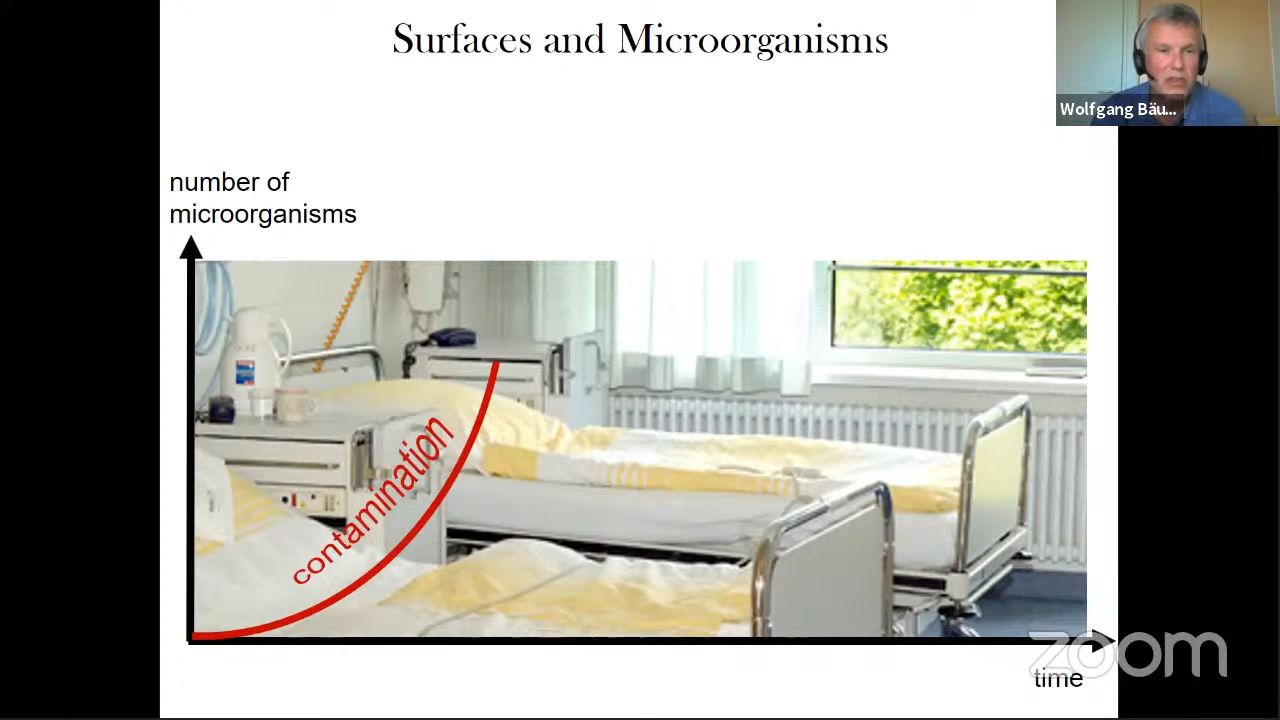 Surfaces and Microorganisms
Wolfgang Bäu...
number of
microorganisms
contamination
zoom
time